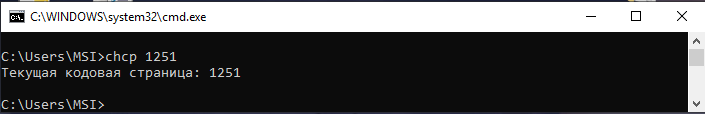 C:\WINDOWS\system32\cmd.exe
C:\Users\MSI>chcp 1251
Текущая кодовая страница: 1251
C:\Users\MSI>